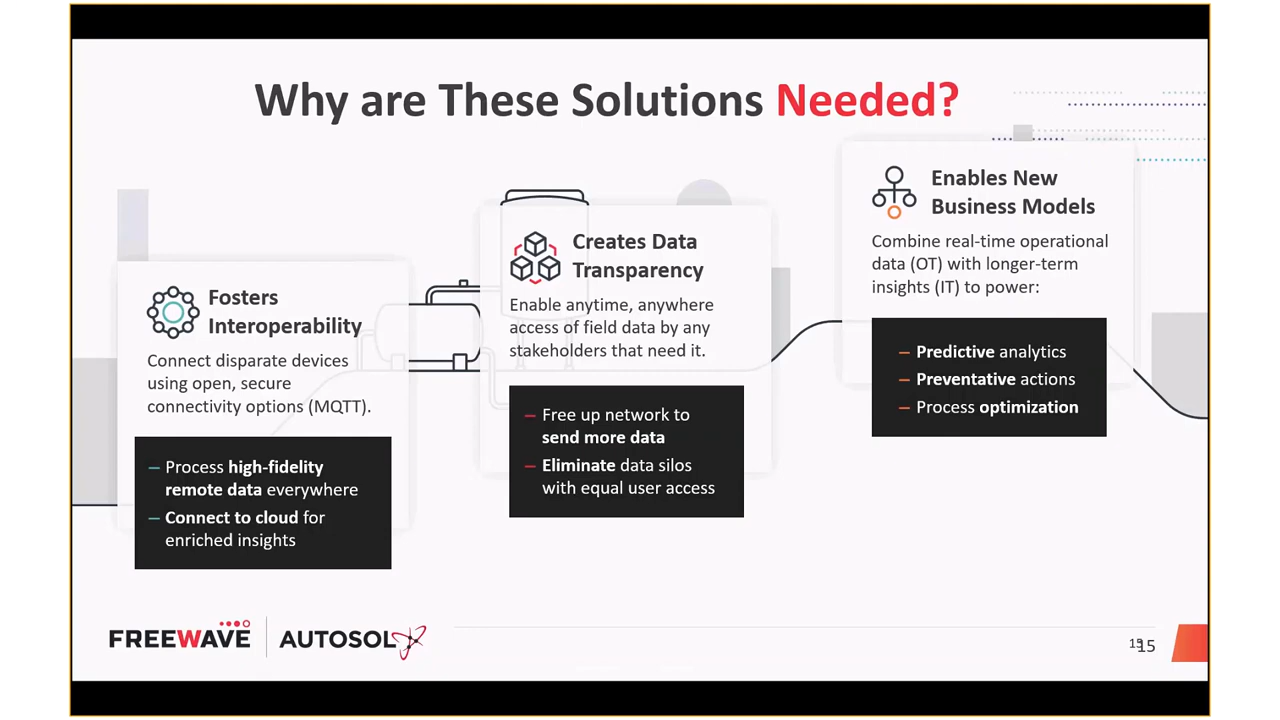 Why are These Solutions Needed?
Fosters
Interoperability
Connect disparate devices
using open, secure
connectivity options (MQTT).
– Process high-fidelity
remote data everywhere
– Connect to cloud for
enriched insights
Creates Data
Transparency
Enable anytime, anywhere
access of field data by any
stakeholders that need it.
– Free up network to
send more data
– Eliminate data silos
with equal user access
Enables New
Business Models
Combine real-time operational
data (OT) with longer-term
insights (IT) to power:
– Predictive analytics
– Preventative actions
– Process optimization
FREEWAVE
AUTOSOL
15